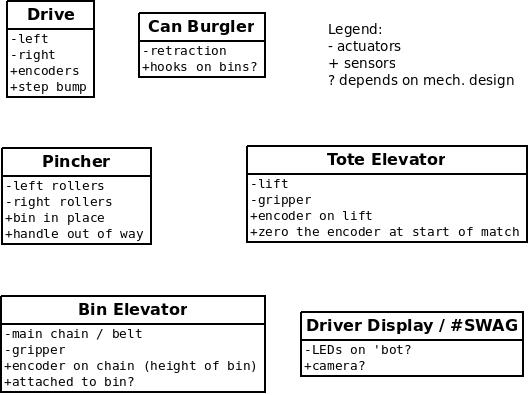 Drive
-left
-right
+encoders
+step bump
Can Burgler
-retraction
+hooks on bins?
Legend:
- actuators
+ sensors
? depends on mech. design
Pincher
-left rollers
-right rollers
+bin in place
+handle out of way
Tote Elevator
-lift
-gripper
+encoder on lift
+zero the encoder at start of match
Bin Elevator
-main chain / belt
-gripper
+encoder on chain (height of bin)
+attached to bin?
Driver Display / #SWAG
-LEDs on 'bot?
+camera?